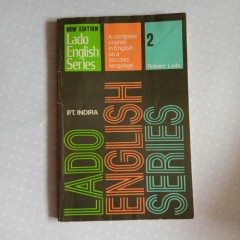 NEW EDITION
Lado
English
Series
A complete
course
in English
as a
second
language
2
Robert Lado
P.T. INDIRA
LADO
ENGLISH
SERIES